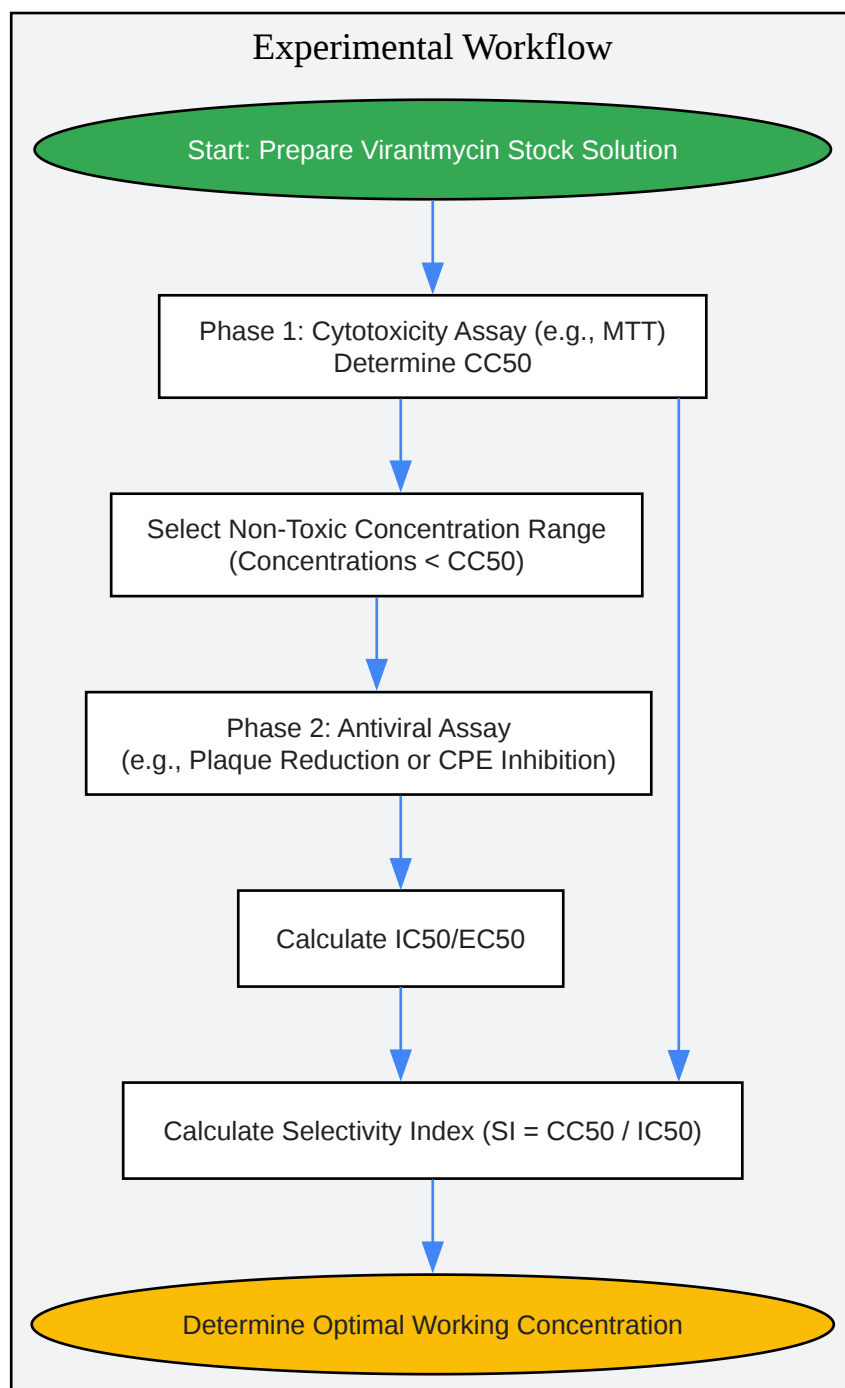 Experimental Workflow
Start: Prepare Virantmycin Stock Solution
Phase 1: Cytotoxicity Assay (e.g., MTT)
Determine CC50
Select Non-Toxic Concentration Range
(Concentrations < CC50)
Phase 2: Antiviral Assay
(e.g., Plaque Reduction or CPE Inhibition)
Calculate IC50/EC50
Calculate Selectivity Index (SI = CC50 / IC50)
Determine Optimal Working Concentration